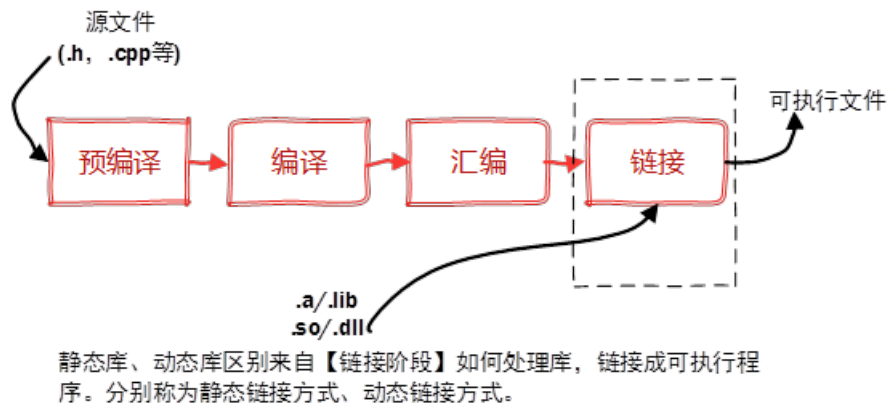 源文件
(.h，.cpp等)
可执行文件
预编译
编译
汇编
链接
.a/.lib
.so/.dll
静态库、动态库区别来自【链接阶段】如何处理库，链接成可执行程
序。分别称为静态链接方式、动态链接方式。